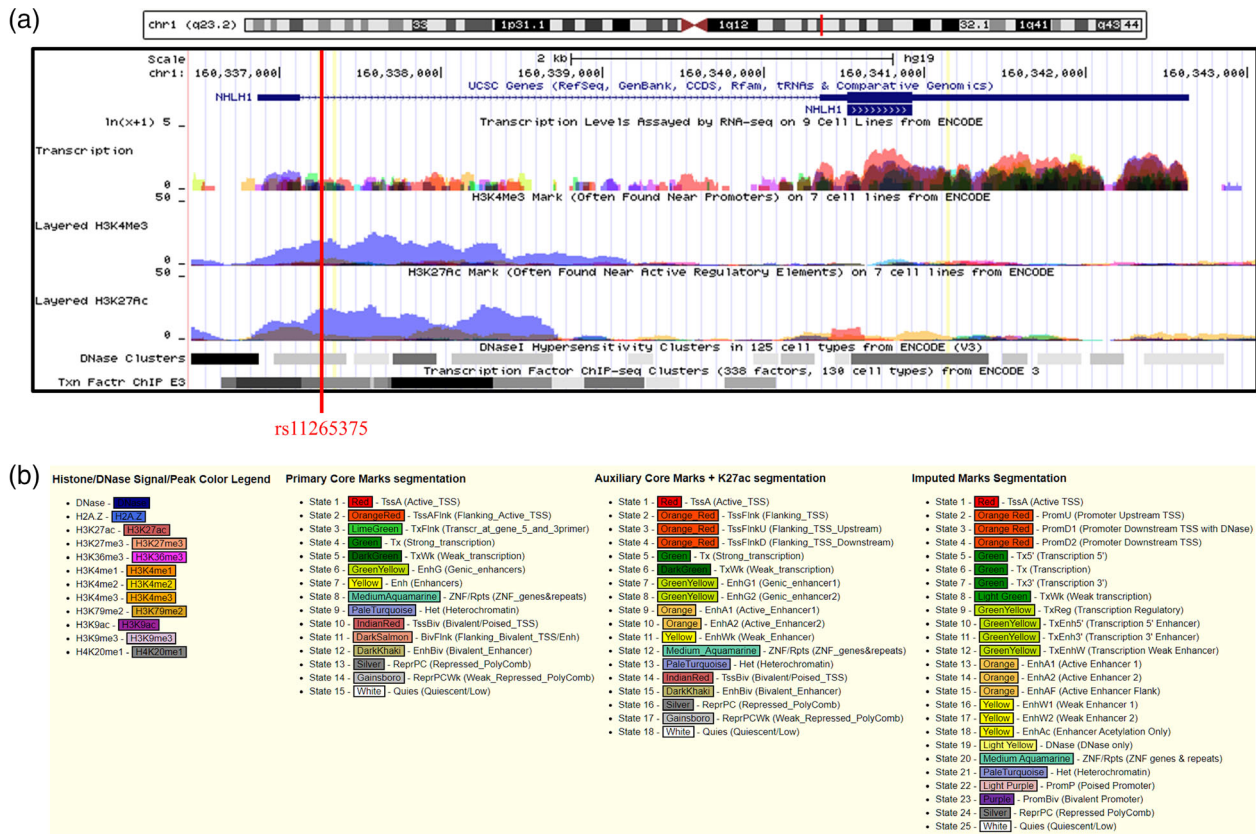 (a)
chr1 (q23.2) 33 1p31.1 1q12 32.1 1q41 q43 44
Scale 2 kb hg19
chr1: 160,337,000 160,338,000 160,339,000 160,340,000 160,341,000 160,342,000 160,343,000
UCSC Genes (RefSeq, GenBank, CCDS, Rfam, tRNAs & Comparative Genomics)
NHLH1
NHLH1
ln(x+1) 5 Transcription Levels Assayed by RNA-seq on 9 Cell Lines from ENCODE
Transcription
0
50 H3K4Me3 Mark (Often Found Near Promoters) on 7 cell lines from ENCODE
Layered H3K4Me3
0
50 H3K27Ac Mark (Often Found Near Active Regulatory Elements) on 7 cell lines from ENCODE
Layered H3K27Ac
0
DNaseI Hypersensitivity Clusters in 125 cell types from ENCODE (V3)
DNase Clusters
Transcription Factor ChIP-seq Clusters (338 factors, 130 cell types) from ENCODE 3
Txn Factr ChIP E3
rs11265375
(b)
Histone/DNase Signal/Peak Color Legend
DNase -
H2A.Z - H2A.Z
H3K27ac - H3K27ac
H3K27me3 - H3K27me3
H3K36me3 - H3K36me3
H3K4me1 - H3K4me1
H3K4me2 - H3K4me2
H3K4me3 - H3K4me3
H3K79me2 - H3K79me2
H3K9ac - H3K9ac
H3K9me3 - H3K9me3
H4K20me1 - H4K20me1
Primary Core Marks segmentation
State 1 - Red - TssA (Active_TSS)
State 2 - OrangeRed - TssAFlnk (Flanking_Active_TSS)
State 3 - LimeGreen - TxFlnk (Transcr_at_gene_5_and_3primer)
State 4 - Green - Tx (Strong_transcription)
State 5 - DarkGreen - TxWk (Weak_transcription)
State 6 - GreenYellow - EnhG (Genic_enhancers)
State 7 - Yellow - Enh (Enhancers)
State 8 - MediumAquamarine - ZNF/Rpts (ZNF_genes&repeats)
State 9 - PaleTurquoise - Het (Heterochromatin)
State 10 - IndianRed - TssBiv (Bivalent/Poised_TSS)
State 11 - DarkSalmon - BivFlnk (Flanking_Bivalent_TSS/Enh)
State 12 - DarkKhaki - EnhBiv (Bivalent_Enhancer)
State 13 - Silver - ReprPC (Repressed_PolyComb)
State 14 - Gainsboro - ReprPCWk (Weak_Repressed_PolyComb)
State 15 - White - Quies (Quiescent/Low)
Auxiliary Core Marks + K27ac segmentation
State 1 - Red - TssA (Active_TSS)
State 2 - Orange_Red - TssFlnk (Flanking_TSS)
State 3 - Orange_Red - TssFlnkU (Flanking_TSS_Upstream)
State 4 - Orange_Red - TssFlnkD (Flanking_TSS_Downstream)
State 5 - Green - Tx (Strong_transcription)
State 6 - DarkGreen - TxWk (Weak_transcription)
State 7 - GreenYellow - EnhG1 (Genic_enhancer1)
State 8 - GreenYellow - EnhG2 (Genic_enhancer2)
State 9 - Orange - EnhA1 (Active_Enhancer1)
State 10 - Orange - EnhA2 (Active_Enhancer2)
State 11 - Yellow - EnhWk (Weak_Enhancer)
State 12 - Medium_Aquamarine - ZNF/Rpts (ZNF_genes&repeats)
State 13 - PaleTurquoise - Het (Heterochromatin)
State 14 - IndianRed - TssBiv (Bivalent/Poised_TSS)
State 15 - DarkKhaki - EnhBiv (Bivalent_Enhancer)
State 16 - Silver - ReprPC (Repressed_PolyComb)
State 17 - Gainsboro - ReprPCWk (Weak_Repressed_PolyComb)
State 18 - White - Quies (Quiescent/Low)
Imputed Marks Segmentation
State 1 - Red - TssA (Active TSS)
State 2 - Orange Red - PromU (Promoter Upstream TSS)
State 3 - Orange Red - PromD1 (Promoter Downstream TSS with DNase)
State 4 - Orange Red - PromD2 (Promoter Downstream TSS)
State 5 - Green - Tx5' (Transcription 5')
State 6 - Green - Tx (Transcription)
State 7 - Green - Tx3' (Transcription 3')
State 8 - Light Green - TxWk (Weak transcription)
State 9 - GreenYellow - TxReg (Transcription Regulatory)
State 10 - GreenYellow - TxEnh5' (Transcription 5' Enhancer)
State 11 - GreenYellow - TxEnh3' (Transcription 3' Enhancer)
State 12 - GreenYellow - TxEnhW (Transcription Weak Enhancer)
State 13 - Orange - EnhA1 (Active Enhancer 1)
State 14 - Orange - EnhA2 (Active Enhancer 2)
State 15 - Orange - EnhAF (Active Enhancer Flank)
State 16 - Yellow - EnhW1 (Weak Enhancer 1)
State 17 - Yellow - EnhW2 (Weak Enhancer 2)
State 18 - Yellow - EnhAc (Enhancer Acetylation Only)
State 19 - Light Yellow - DNase (DNase only)
State 20 - Medium Aquamarine - ZNF/Rpts (ZNF genes & repeats)
State 21 - PaleTurquoise - Het (Heterochromatin)
State 22 - Light Purple - PromP (Poised Promoter)
State 23 - Purple - PromBiv (Bivalent Promoter)
State 24 - Silver - ReprPC (Repressed PolyComb)
State 25 - White - Quies (Quiescent/Low)